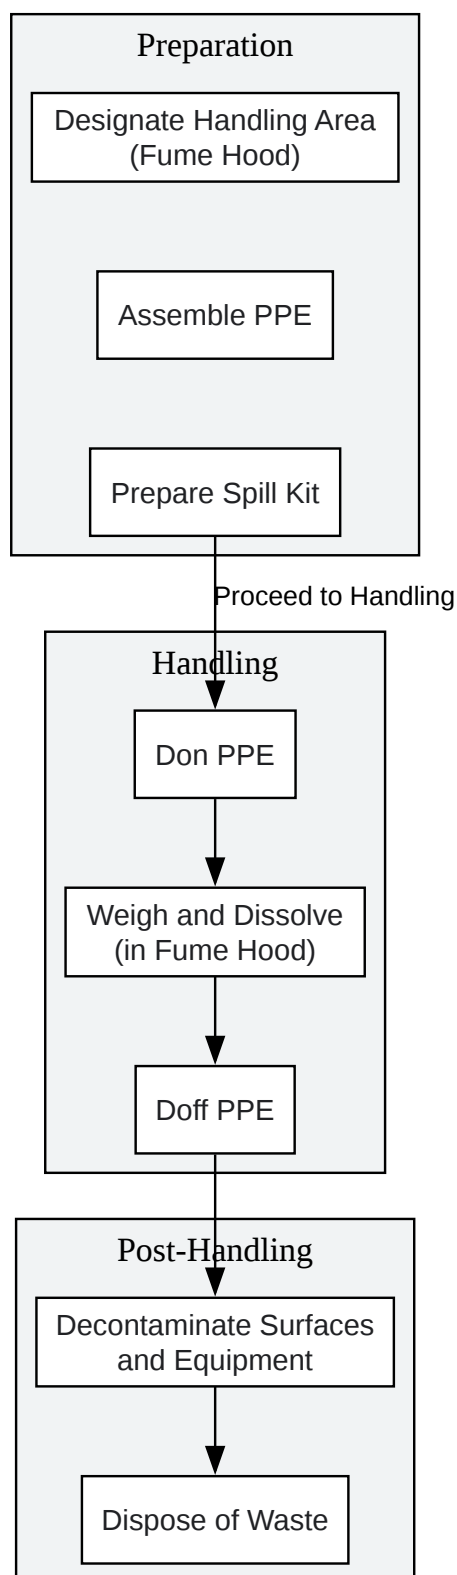 Preparation
Designate Handling Area
(Fume Hood)
Assemble PPE
Prepare Spill Kit
Proceed to Handling
Handling
Don PPE
Weigh and Dissolve
(in Fume Hood)
Doff PPE
Post-Handling
Decontaminate Surfaces
and Equipment
Dispose of Waste